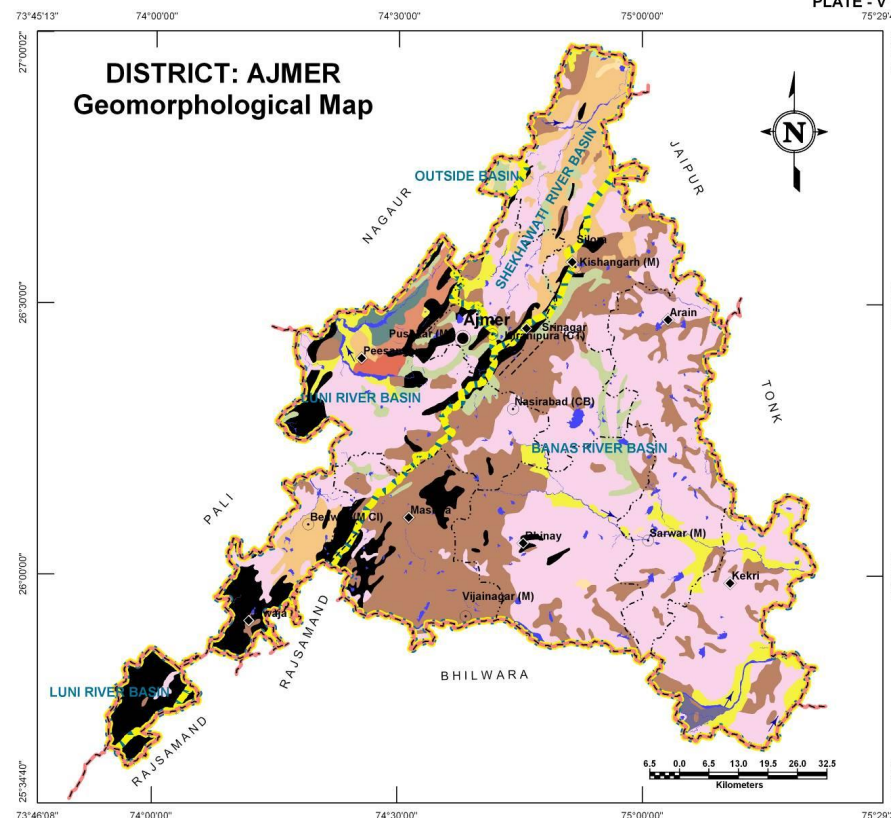 PLATE - V
73°45'13"
74°00'00"
74°30'00"
75°00'00"
27°00'02"
DISTRICT: AJMER
Geomorphological Map
N
OUTSIDE BASIN
SHEKHAWATI RIVER BASIN
JAIPUR
NAGAUR
Kishangarh (M)
26°30'00"
Arain
Ajmer
Srinagar
LUNI RIVER BASIN
Nasirabad (CB)
TONK
BANAS RIVER BASIN
PALI
Sarwar (M)
26°00'00"
Kekri
Vijainagar (M)
RAJSAMAND
BHILWARA
LUNI RIVER BASIN
RAJSAMAND
6.5 0.0 6.5 13.0 19.5 26.0 32.5
Kilometers
25°34'40"
73°46'08"
74°00'00"
74°30'00"
75°00'00"